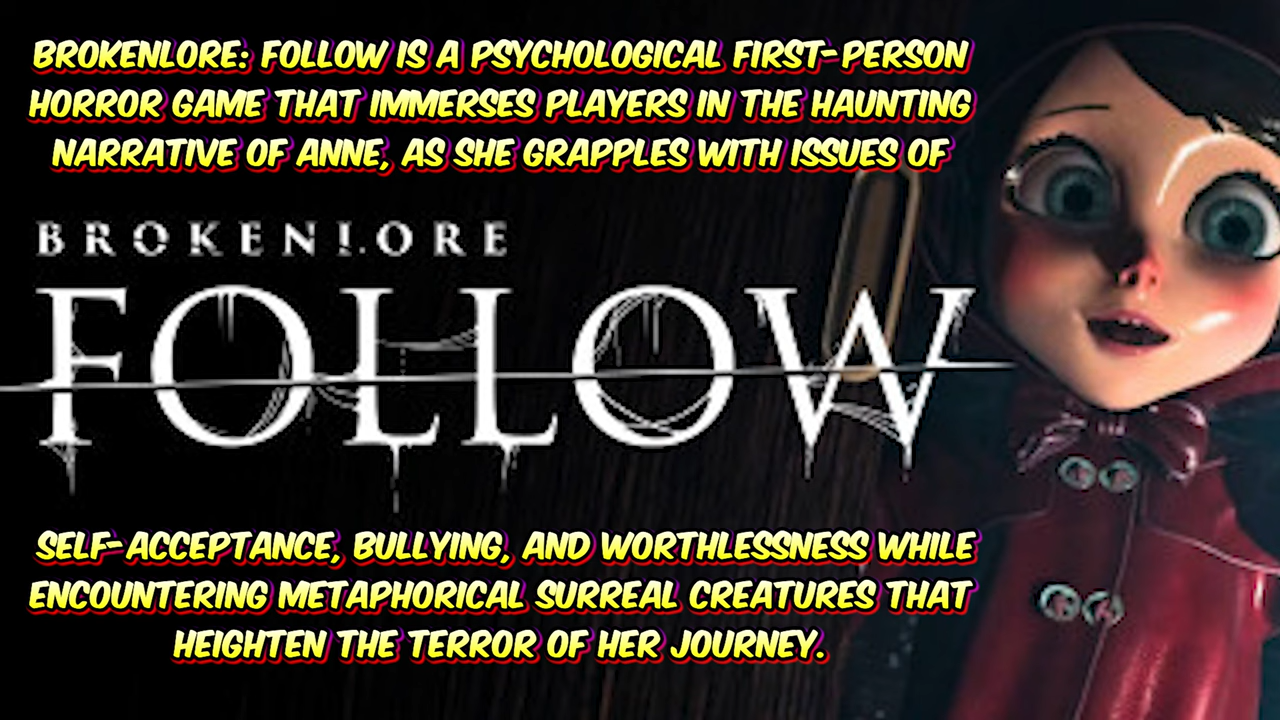 BROKENLORE: FOLLOW IS A PSYCHOLOGICAL FIRST-PERSON
HORROR GAME THAT IMMERSES PLAYERS IN THE HAUNTING
NARRATIVE OF ANNE, AS SHE GRAPPLES WITH ISSUES OF
BROKENLORE
FOLLOW
SELF-ACCEPTANCE, BULLYING, AND WORTHLESSNESS WHILE
ENCOUNTERING METAPHORICAL SURREAL CREATURES THAT
HEIGHTEN THE TERROR OF HER JOURNEY.